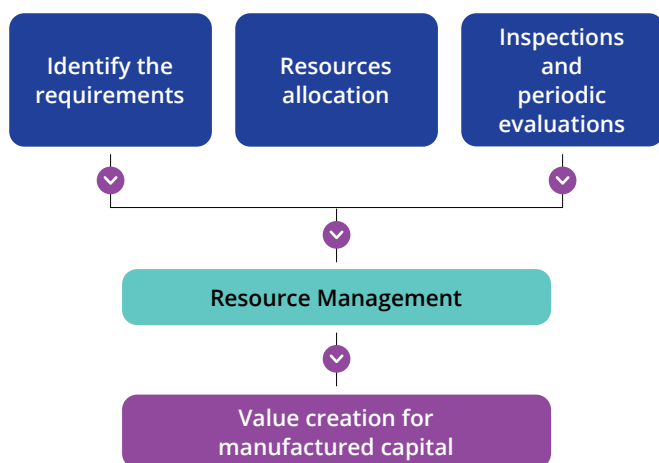 Identify the
requirements
Resources
allocation
Inspections
and
periodic
evaluations
Resource Management
Value creation for
manufactured capital